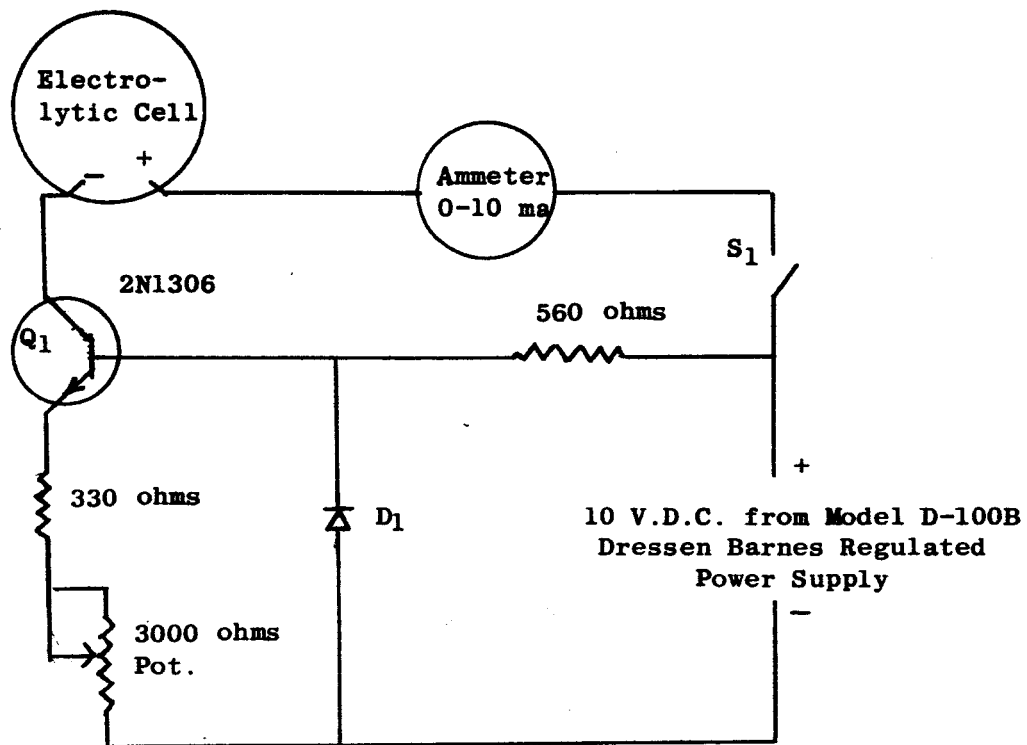 Electro-
lytic Cell
-
+
Ammeter
0-10 ma
S1
2N1306
560 ohms
Q1
+
330 ohms
D1
10 V.D.C. from Model D-100B
Dressen Barnes Regulated
Power Supply
-
3000 ohms
Pot.